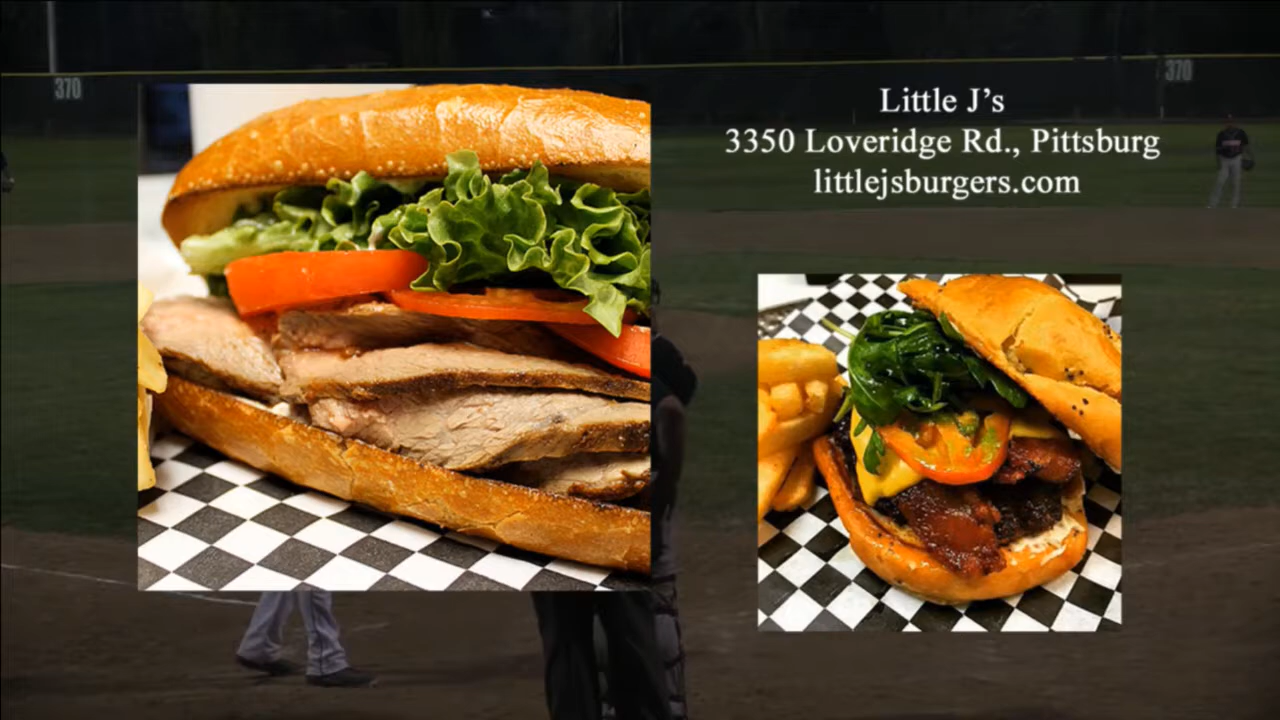 370
370
Little J’s
3350 Loveridge Rd., Pittsburg
littlejsburgers.com